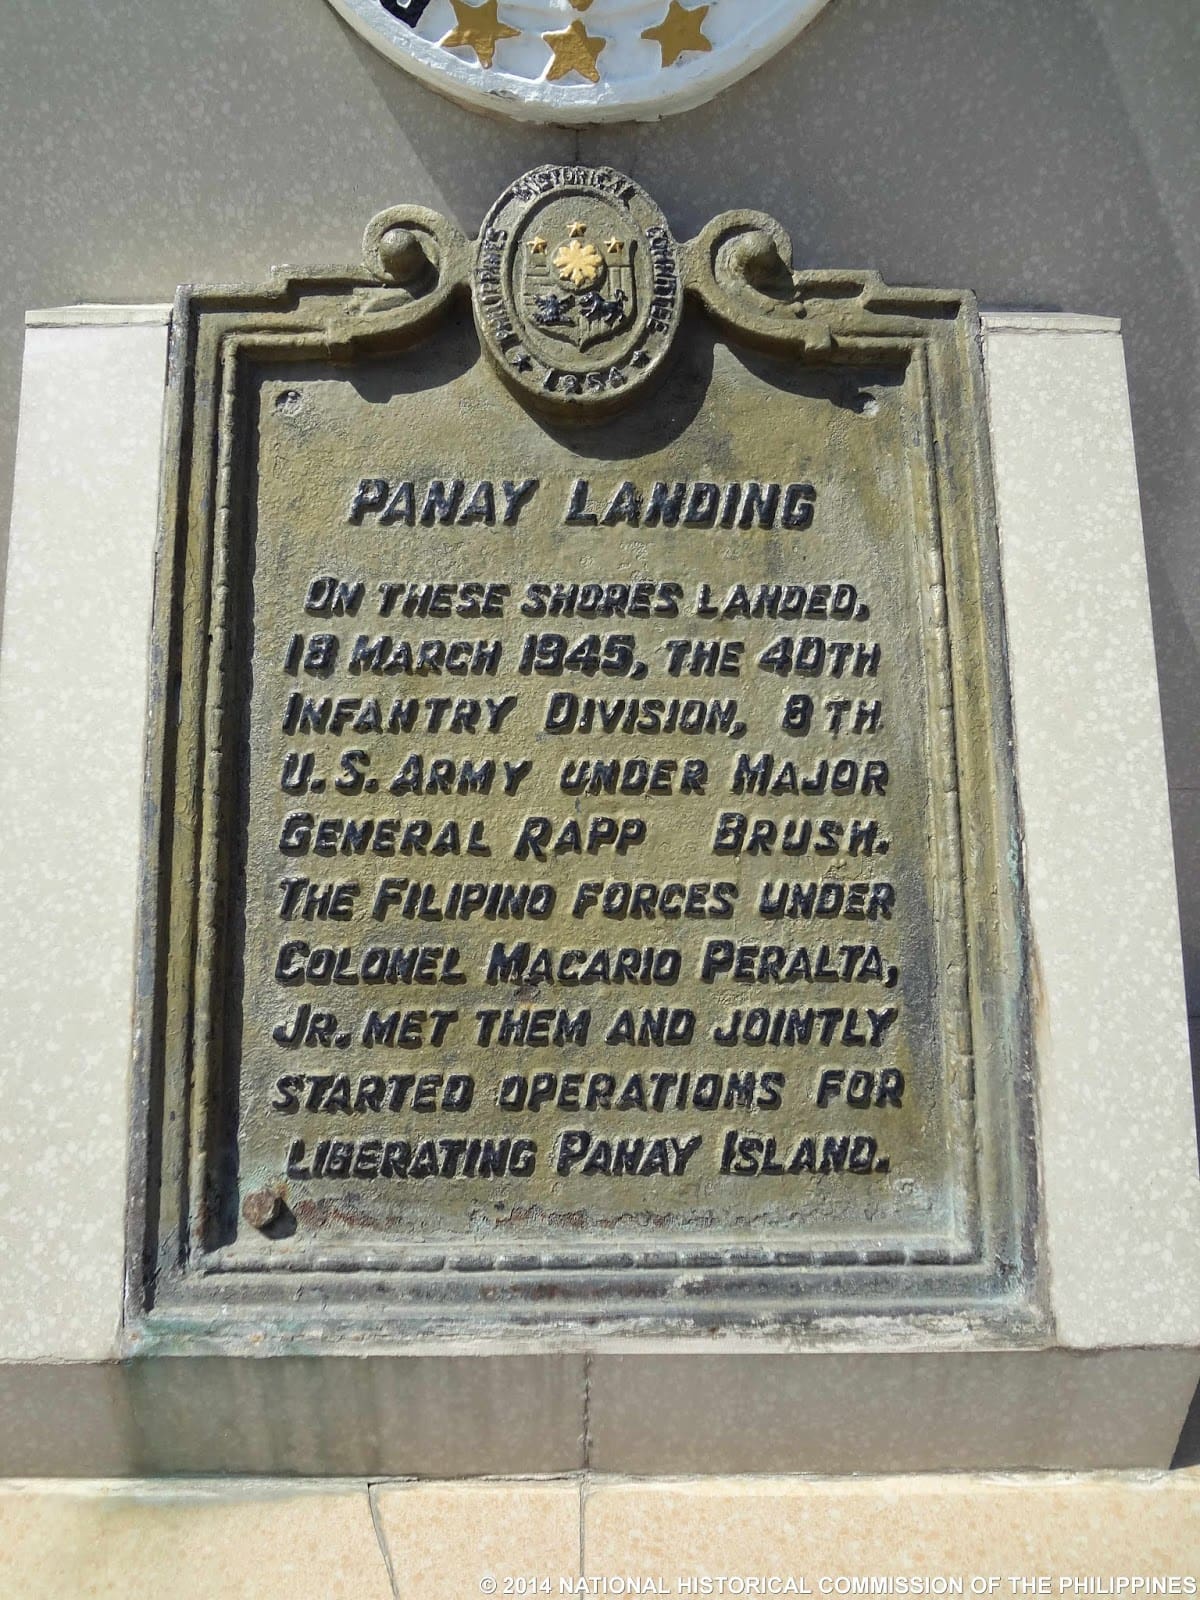 PHILIPPINES HISTORICAL COMMITTEE
★ 1954 ★
PANAY LANDING
ON THESE SHORES LANDED,
18 MARCH 1945, THE 40TH
INFANTRY DIVISION, 8TH
U.S. ARMY UNDER MAJOR
GENERAL RAPP BRUSH.
THE FILIPINO FORCES UNDER
COLONEL MACARIO PERALTA,
JR. MET THEM AND JOINTLY
STARTED OPERATIONS FOR
LIBERATING PANAY ISLAND.
© 2014 NATIONAL HISTORICAL COMMISSION OF THE PHILIPPINES